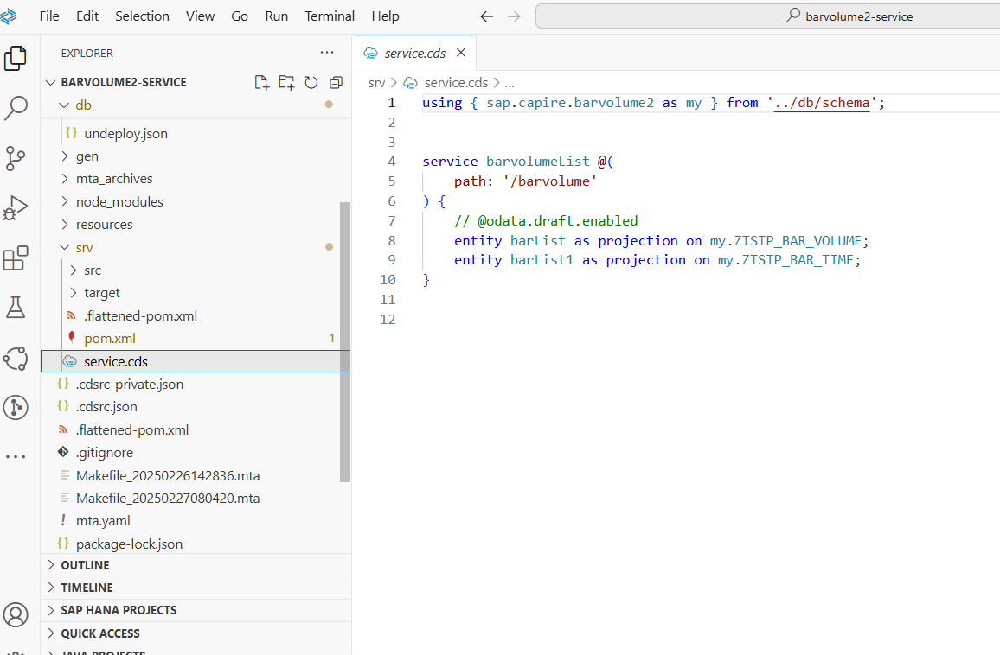 File Edit Selection View Go Run Terminal Help
barvolume2-service
EXPLORER
BARVOLUME2-SERVICE
db
undeploy.json
gen
mta_archives
node_modules
resources
srv
src
target
.flattened-pom.xml
pom.xml 1
service.cds
.cdsrc-private.json
.cdsrc.json
.flattened-pom.xml
.gitignore
Makefile_20250226142836.mta
Makefile_20250227080420.mta
mta.yaml
package-lock.json
OUTLINE
TIMELINE
SAP HANA PROJECTS
QUICK ACCESS
JAVA PROJECTS
service.cds
srv > service.cds > ...
1 using { sap.capire.barvolume2 as my } from '../db/schema';
2
3
4 service barvolumeList @(
5 path: '/barvolume'
6 ) {
7 // @odata.draft.enabled
8 entity barList as projection on my.ZTSTP_BAR_VOLUME;
9 entity barList1 as projection on my.ZTSTP_BAR_TIME;
10 }
11
12